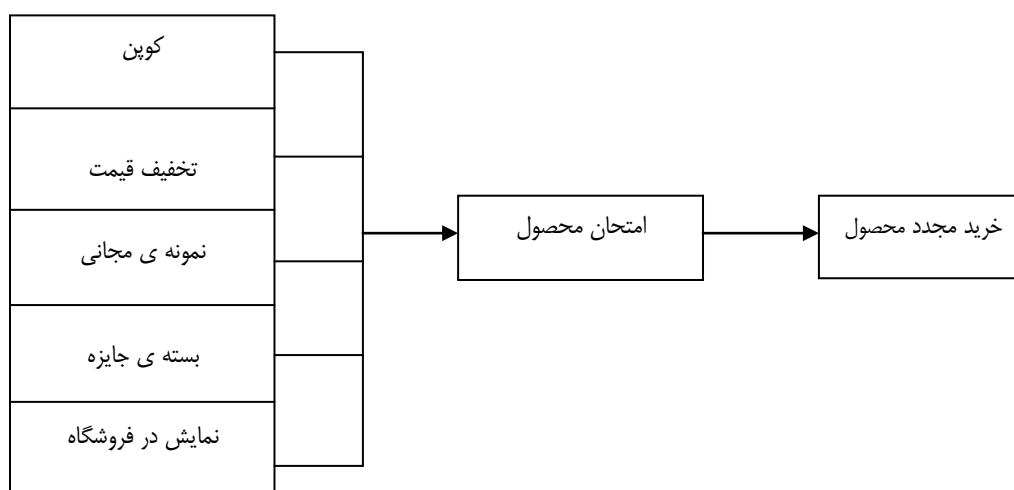 کوپن
تخفیف قیمت
نمونه ی مجانی
بسته ی جایزه
نمایش در فروشگاه
امتحان محصول
خرید مجدد محصول